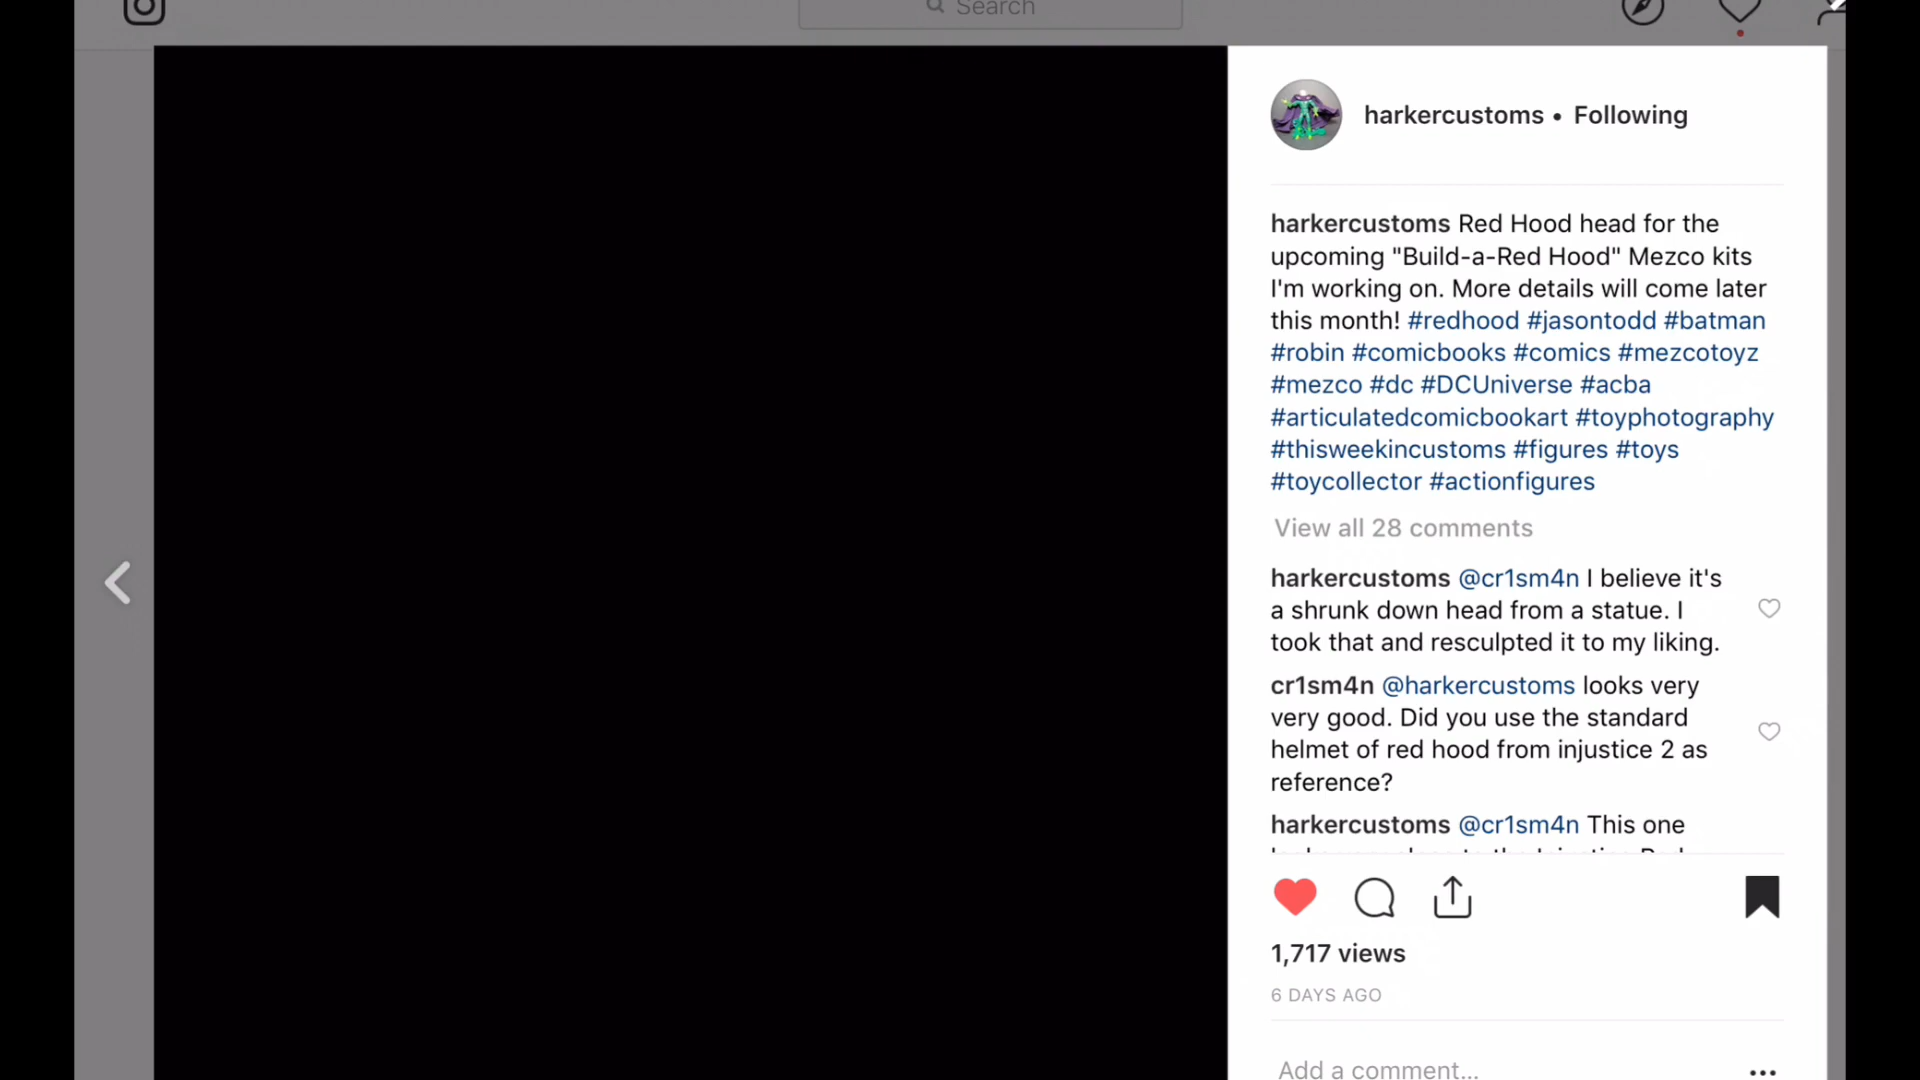 Search
harkercustoms • Following
harkercustoms Red Hood head for the
upcoming "Build-a-Red Hood" Mezco kits
I'm working on. More details will come later
this month! #redhood #jasontodd #batman
#robin #comicbooks #comics #mezcotoyz
#mezco #dc #DCUniverse #acba
#articulatedcomicbookart #toyphotography
#thisweekincustoms #figures #toys
#toycollector #actionfigures
View all 28 comments
harkercustoms @cr1sm4n I believe it's
a shrunk down head from a statue. I
took that and resculpted it to my liking.
cr1sm4n @harkercustoms looks very
very good. Did you use the standard
helmet of red hood from injustice 2 as
reference?
harkercustoms @cr1sm4n This one
1,717 views
6 DAYS AGO
Add a comment...